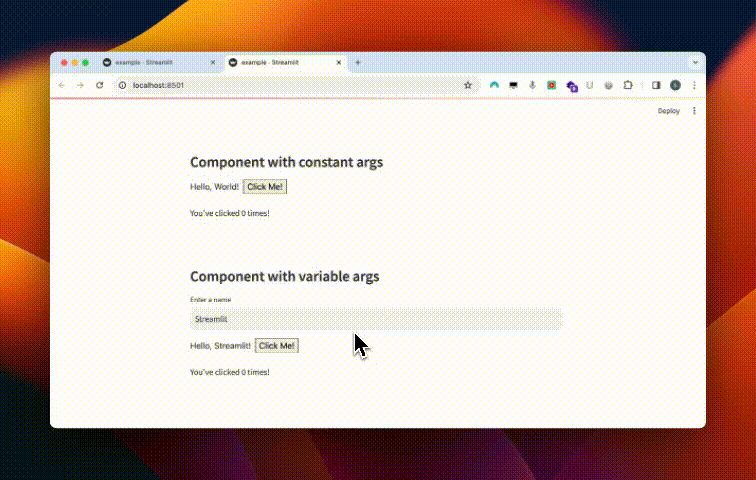 example · Streamlit
example · Streamlit
localhost:8501
Deploy
Component with constant args
Hello, World! Click Me!
You've clicked 0 times!
Component with variable args
Enter a name
Streamlit
Hello, Streamlit! Click Me!
You've clicked 0 times!